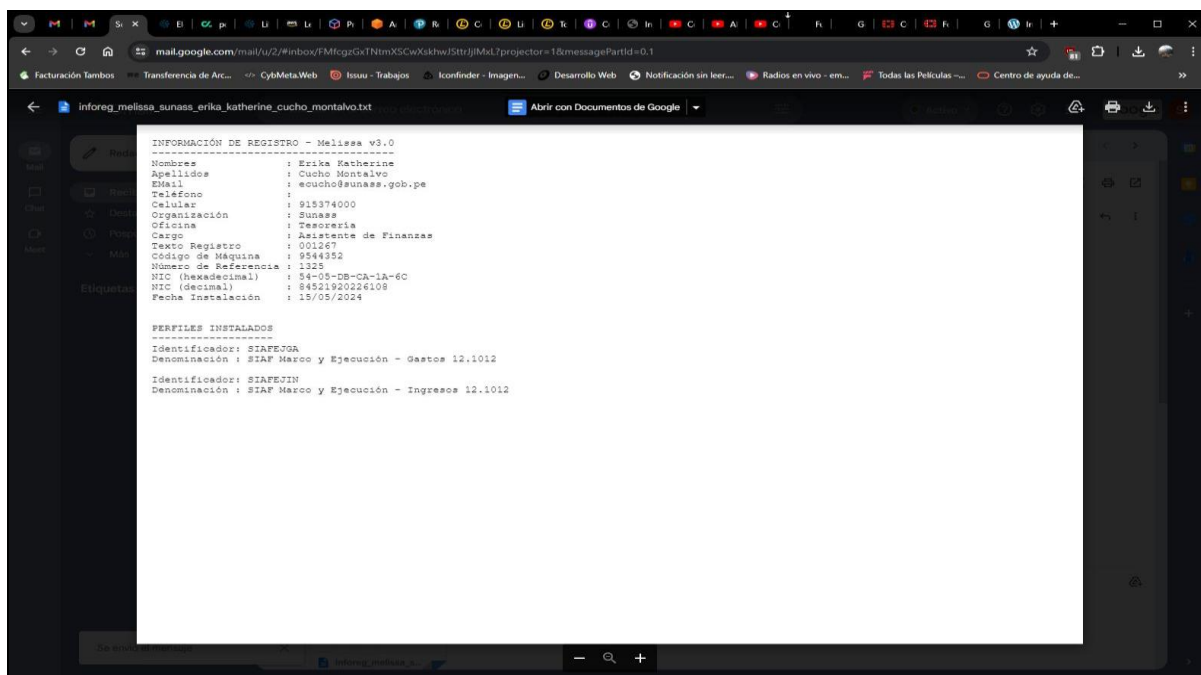 mail.google.com/mail/u/2/#inbox/FMfcgzGxTNtmXSCwXskhwJSttrJjlMxL?projector=1&messagePartId=0.1
Facturación Tambos
Transferencia de Arc...
CybMeta.Web
Issuu - Trabajos
Iconfinder - Imagen...
Desarrollo Web
Notificación sin leer....
Radios en vivo - em...
Todas las Películas –...
Centro de ayuda de...
inforeg_melissa_sunass_erika_katherine_cucho_montalvo.txt
Abrir con Documentos de Google
INFORMACIÓN DE REGISTRO - Melissa v3.0
----------------------------------------
Nombres : Erika Katherine
Apellidos : Cucho Montalvo
EMail : ecucho@sunass.gob.pe
Teléfono :
Celular : 915374000
Organización : Sunass
Oficina : Tesorería
Cargo : Asistente de Finanzas
Texto Registro : 001267
Código de Máquina : 9544352
Número de Referencia : 1325
NIC (hexadecimal) : 54-05-DB-CA-1A-6C
NIC (decimal) : 84521920226108
Fecha Instalación : 15/05/2024
PERFILES INSTALADOS
-------------------
Identificador: SIAFEJGA
Denominación : SIAF Marco y Ejecución - Gastos 12.1012
Identificador: SIAFEJIN
Denominación : SIAF Marco y Ejecución - Ingresos 12.1012
Etiquetas
Se envió el mensaje